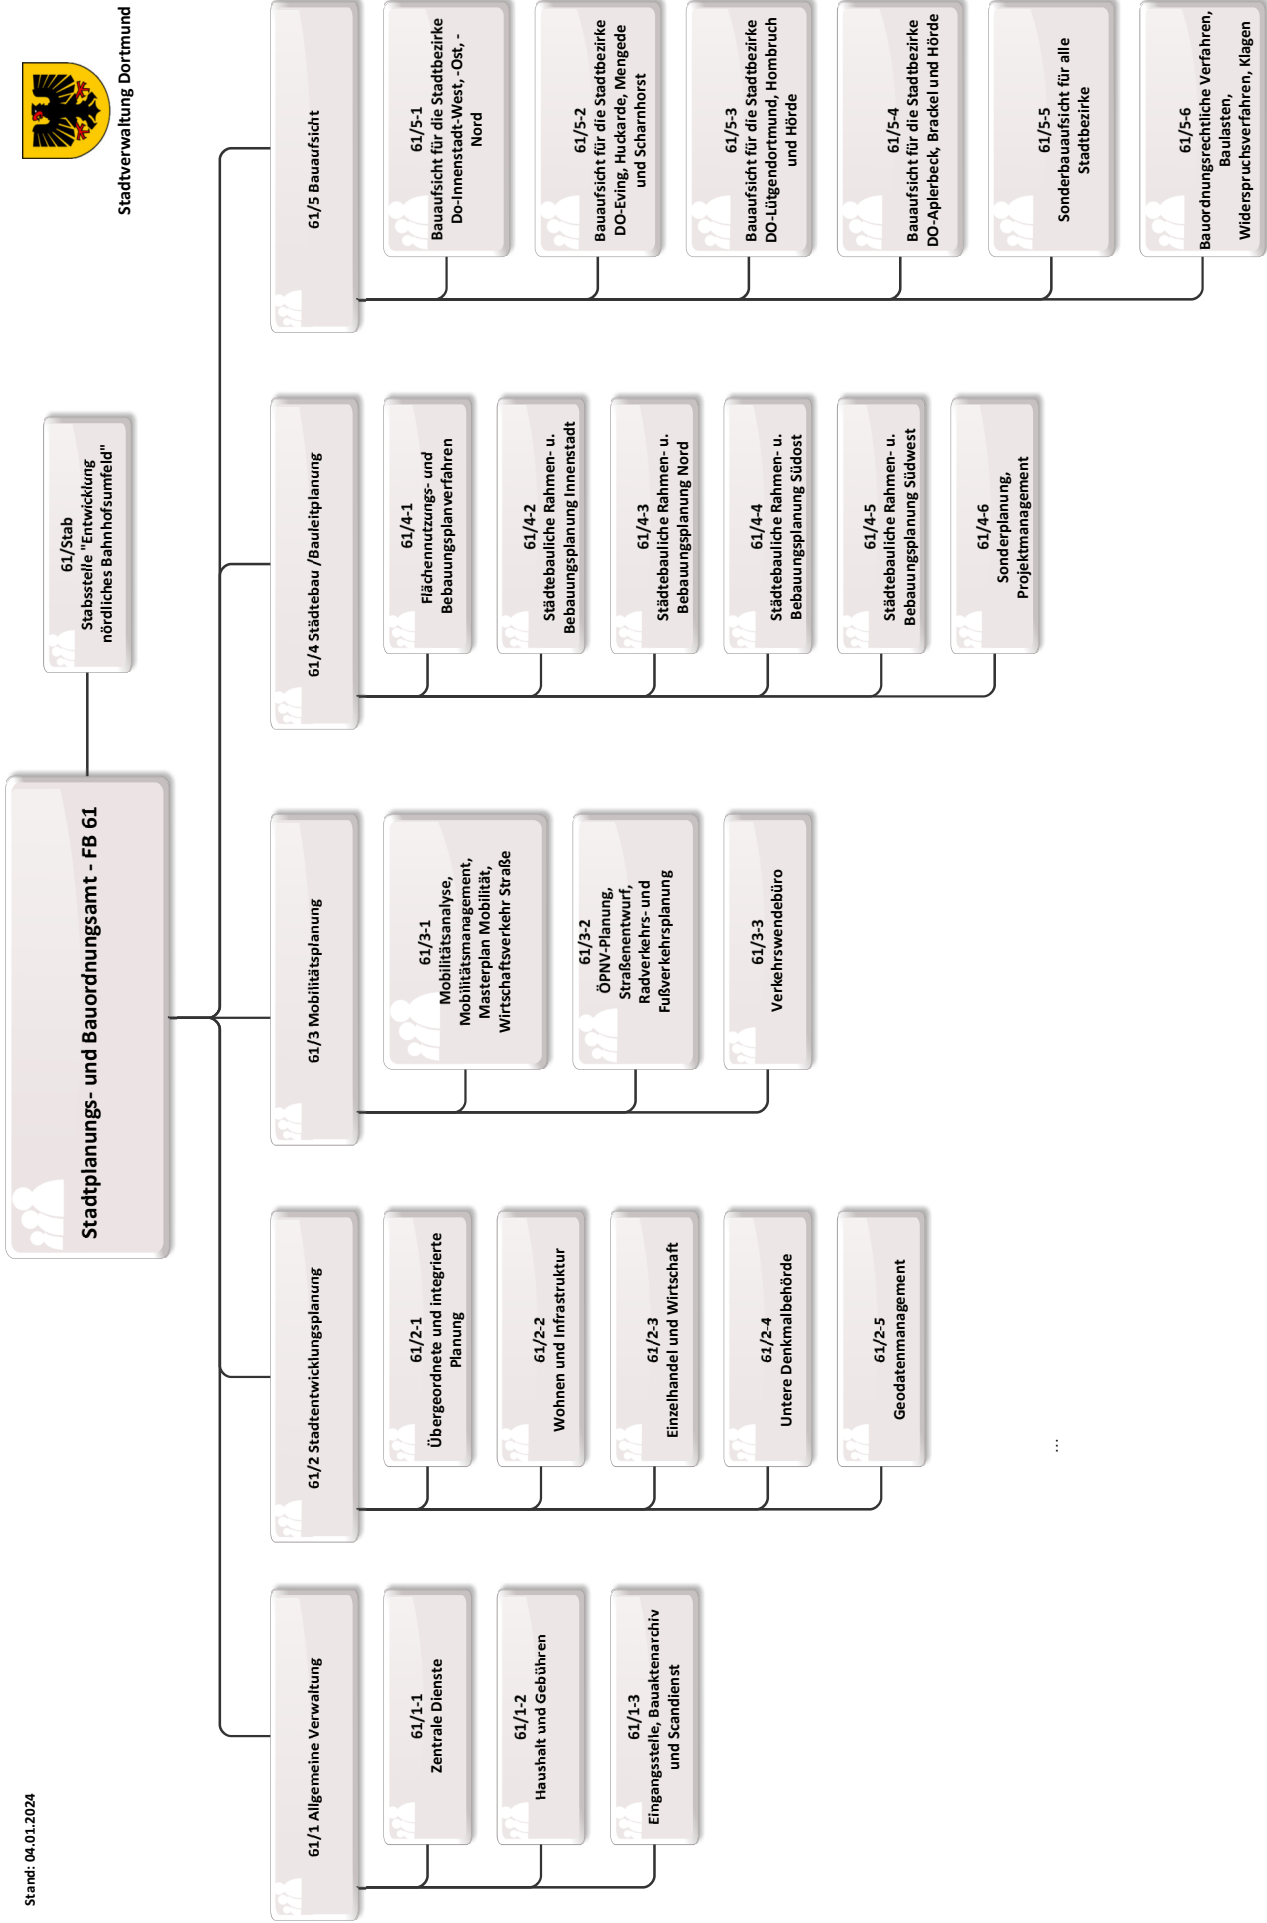 Stand: 04.01.2024
Stadtverwaltung Dortmund
Stadtplanungs- und Bauordnungsamt - FB 61
61/Stab
Stabsstelle "Entwicklung
nördliches Bahnhofsumfeld"
61/1 Allgemeine Verwaltung
61/1-1
Zentrale Dienste
61/1-2
Haushalt und Gebühren
61/1-3
Eingangsstelle, Bauaktenarchiv
und Scandienst
61/2 Stadtentwicklungsplanung
61/2-1
Übergeordnete und integrierte
Planung
61/2-2
Wohnen und Infrastruktur
61/2-3
Einzelhandel und Wirtschaft
61/2-4
Untere Denkmalbehörde
61/2-5
Geodatenmanagement
...
61/3 Mobilitätsplanung
61/3-1
Mobilitätsanalyse,
Mobilitätsmanagement,
Masterplan Mobilität,
Wirtschaftsverkehr Straße
61/3-2
ÖPNV-Planung,
Straßenentwurf,
Radverkehrs- und
Fußverkehrsplanung
61/3-3
Verkehrswendebüro
61/4 Städtebau /Bauleitplanung
61/4-1
Flächennutzungs- und
Bebauungsplanverfahren
61/4-2
Städtebauliche Rahmen- u.
Bebauungsplanung Innenstadt
61/4-3
Städtebauliche Rahmen- u.
Bebauungsplanung Nord
61/4-4
Städtebauliche Rahmen- u.
Bebauungsplanung Südost
61/4-5
Städtebauliche Rahmen- u.
Bebauungsplanung Südwest
61/4-6
Sonderplanung,
Projektmanagement
61/5 Bauaufsicht
61/5-1
Bauaufsicht für die Stadtbezirke
Do-Innenstadt-West, -Ost, -
Nord
61/5-2
Bauaufsicht für die Stadtbezirke
DO-Eving, Huckarde, Mengede
und Scharnhorst
61/5-3
Bauaufsicht für die Stadtbezirke
DO-Lütgendortmund, Hombruch
und Hörde
61/5-4
Bauaufsicht für die Stadtbezirke
DO-Aplerbeck, Brackel und Hörde
61/5-5
Sonderbauaufsicht für alle
Stadtbezirke
61/5-6
Bauordnungsrechtliche Verfahren,
Baulasten,
Widerspruchsverfahren, Klagen